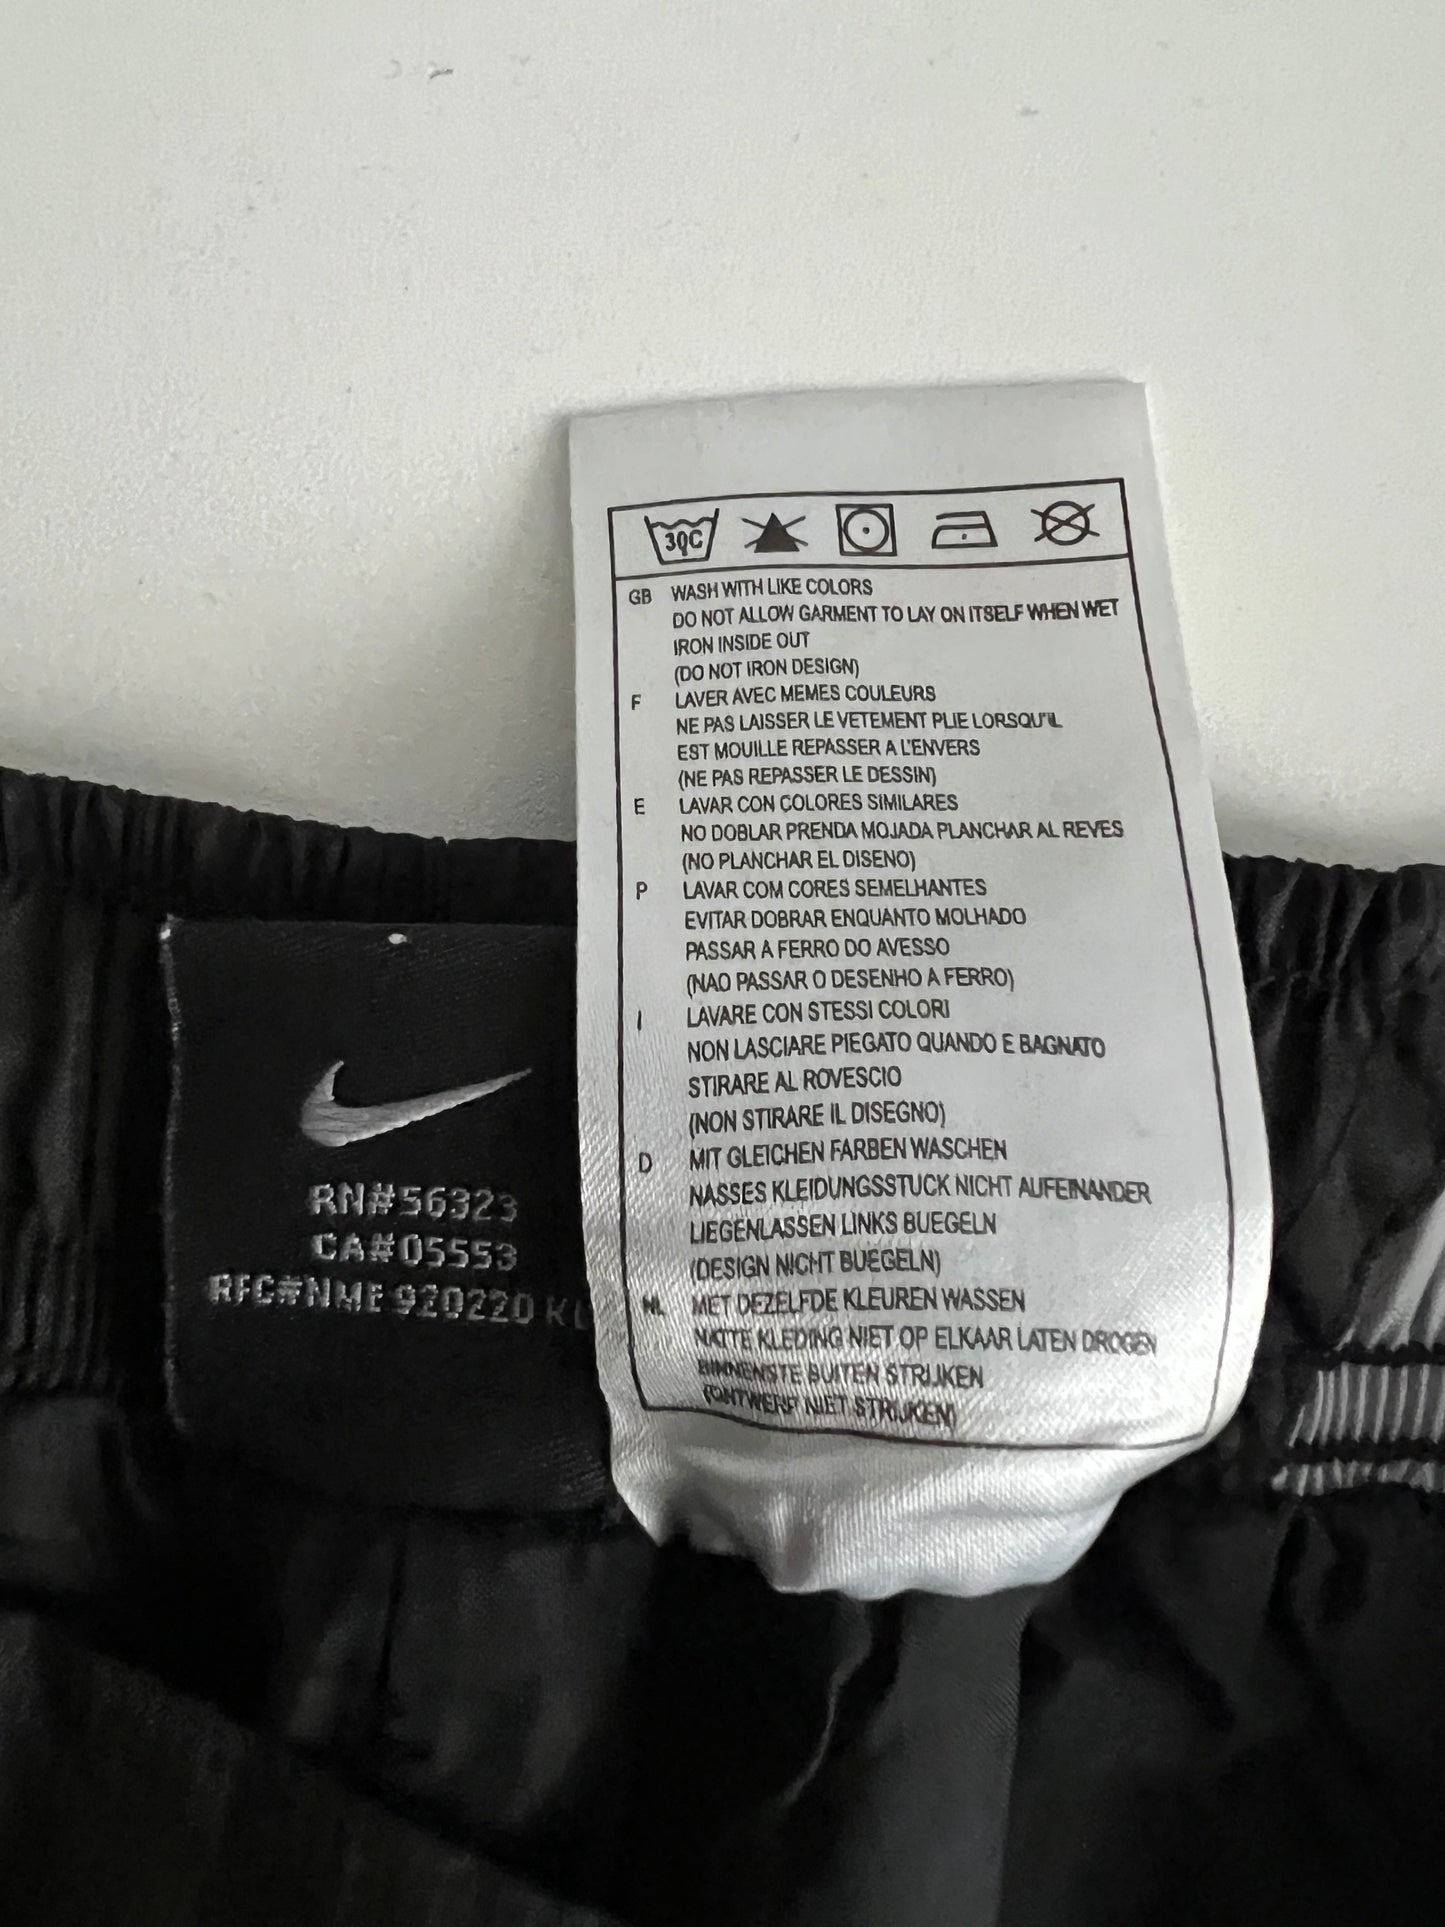 30C
GB WASH WITH LIKE COLORS
DO NOT ALLOW GARMENT TO LAY ON ITSELF WHEN WET
IRON INSIDE OUT
(DO NOT IRON DESIGN)
F LAVER AVEC MEMES COULEURS
NE PAS LAISSER LE VETEMENT PLIE LORSQU'IL
EST MOUILLE REPASSER A L'ENVERS
(NE PAS REPASSER LE DESSIN)
E LAVAR CON COLORES SIMILARES
NO DOBLAR PRENDA MOJADA PLANCHAR AL REVES
(NO PLANCHAR EL DISENO)
P LAVAR COM CORES SEMELHANTES
EVITAR DOBRAR ENQUANTO MOLHADO
PASSAR A FERRO DO AVESSO
(NAO PASSAR O DESENHO A FERRO)
I LAVARE CON STESSI COLORI
NON LASCIARE PIEGATO QUANDO E BAGNATO
STIRARE AL ROVESCIO
(NON STIRARE IL DISEGNO)
D MIT GLEICHEN FARBEN WASCHEN
NASSES KLEIDUNGSSTUCK NICHT AUFEINANDER
LIEGENLASSEN LINKS BUEGELN
(DESIGN NICHT BUEGELN)
NL MET DEZELFDE KLEUREN WASSEN
NATTE KLEDING NIET OP ELKAAR LATEN DROGEN
BINNENSTE BUITEN STRIJKEN
(ONTWERP NIET STRIJKEN)
RN#56323
CA#05553
RFC#NME 920220